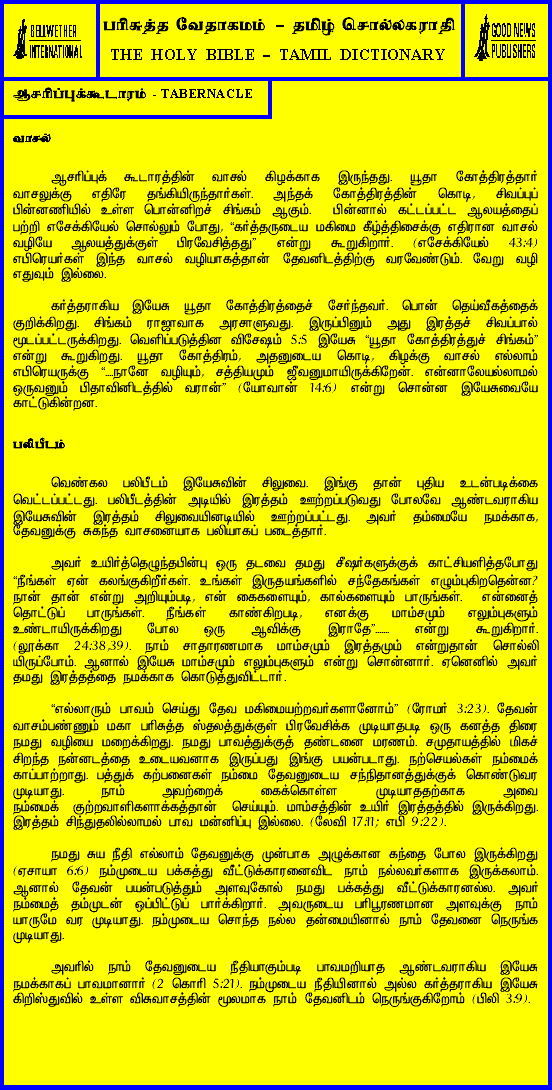 BELLWETHER
INTERNATIONAL
பரிசுத்த வேதாகமம் – தமிழ் சொல்லகராதி
THE HOLY BIBLE – TAMIL DICTIONARY
GOOD NEWS
PUBLISHERS
ஆசரிப்புக்கூடாரம் - TABERNACLE
வாசல்
ஆசரிப்புக் கூடாரத்தின் வாசல் கிழக்காக இருந்தது. யூதா கோத்திரத்தார்
வாசலுக்கு எதிரே தங்கியிருந்தார்கள். அந்தக் கோத்திரத்தின் கொடி, சிவப்புப்
பின்னணியில் உள்ள பொன்னிறச் சிங்கம் ஆகும். பின்னால் கட்டப்பட்ட ஆலயத்தைப்
பற்றி எசேக்கியேல் சொல்லும் போது, “கர்த்தருடைய மகிமை கீழ்த்திசைக்கு எதிரான வாசல்
வழியே ஆலயத்துக்குள் பிரவேசித்தது” என்று கூறுகிறார். (எசேக்கியேல் 43:4)
எபிரெயர்கள் இந்த வாசல் வழியாகத்தான் தேவனிடத்திற்கு வரவேண்டும். வேறு வழி
எதுவும் இல்லை.
கர்த்தராகிய இயேசு யூதா கோத்திரத்தைச் சேர்ந்தவர். பொன் தெய்வீகத்தைக்
குறிக்கிறது. சிங்கம் ராஜாவாக அரசாளுவது. இருப்பினும் அது இரத்தச் சிவப்பால்
மூடப்பட்டருக்கிறது. வெளிப்படுத்தின விசேஷம் 5:5 இயேசு “யூதா கோத்திரத்துச் சிங்கம்”
என்று கூறுகிறது. யூதா கோத்திரம், அதனுடைய கொடி, கிழக்கு வாசல் எல்லாம்
எபிரெயருக்கு “...நானே வழியும், சத்தியமும் ஜீவனுமாயிருக்கிறேன். என்னாலேயல்லாமல்
ஒருவனும் பிதாவினிடத்தில் வரான்” (யோவான் 14:6) என்று சொன்ன இயேசுவையே
காட்டுகின்றன.
பலிபீடம்
வெண்கல பலிபீடம் இயேசுவின் சிலுவை. இங்கு தான் புதிய உடன்படிக்கை
வெட்டப்பட்டது. பலிபீடத்தின் அடியில் இரத்தம் ஊற்றப்படுவது போலவே ஆண்டவராகிய
இயேசுவின் இரத்தம் சிலுவையினடியில் ஊற்றப்பட்டது. அவர் தம்மையே நமக்காக,
தேவனுக்கு சுகந்த வாசனையாக பலியாகப் படைத்தார்.
அவர் உயிர்த்தெழுந்தபின்பு ஒரு தடவை தமது சீஷர்களுக்குக் காட்சியளித்தபோது
“நீங்கள் ஏன் கலங்குகிறீர்கள். உங்கள் இருதயங்களில் சந்தேகங்கள் எழும்புகிறதென்ன?
நான் தான் என்று அறியும்படி, என் கைகளையும், கால்களையும் பாருங்கள். என்னைத்
தொட்டுப் பாருங்கள். நீங்கள் காண்கிறபடி, எனக்கு மாம்சமும் எலும்புகளும்
உண்டாயிருக்கிறது போல ஒரு ஆவிக்கு இராதே”....... என்று கூறுகிறார்.
(லூக்கா 24:38,39). நாம் சாதாரணமாக மாம்சமும் இரத்தமும் என்றுதான் சொல்லி
யிருப்போம். ஆனால் இயேசு மாம்சமும் எலும்புகளும் என்று சொன்னார். ஏனெனில் அவர்
தமது இரத்தத்தை நமக்காக கொடுத்துவிட்டார்.
“எல்லாரும் பாவம் செய்து தேவ மகிமையற்றவர்களானோம்” (ரோமர் 3:23). தேவன்
வாசம்பண்ணும் மகா பரிசுத்த ஸ்தலத்துக்குள் பிரவேசிக்க முடியாதபடி ஒரு கனத்த திரை
நமது வழியை மறைக்கிறது. நமது பாவத்துக்குத் தண்டனை மரணம். சமுதாயத்தில் மிகச்
சிறந்த நன்னடத்தை உடையவனாக இருப்பது இங்கு பயன்படாது. நற்செயல்கள் நம்மைக்
காப்பாற்றாது. பத்துக் கற்பனைகள் நம்மை தேவனுடைய சந்நிதானத்துக்குக் கொண்டுவர
முடியாது. நாம் அவற்றைக் கைக்கொள்ள முடியாததற்காக அவை
நம்மைக் குற்றவாளிகளாக்கத்தான் செய்யும். மாம்சத்தின் உயிர் இரத்தத்தில் இருக்கிறது.
இரத்தம் சிந்துதலில்லாமல் பாவ மன்னிப்பு இல்லை. (லேவி 17:11; எபி 9:22).
நமது சுய நீதி எல்லாம் தேவனுக்கு முன்பாக அழுக்கான கந்தை போல இருக்கிறது
(ஏசாயா 6:6) நம்முடைய பக்கத்து வீட்டுக்காரனைவிட நாம் நல்லவர்களாக இருக்கலாம்.
ஆனால் தேவன் பயன்படுத்தும் அளவுகோல் நமது பக்கத்து வீட்டுக்காரனல்ல. அவர்
நம்மைத் தம்முடன் ஒப்பிட்டுப் பார்க்கிறார். அவருடைய பரிபூரணமான அளவுக்கு நாம்
யாருமே வர முடியாது. நம்முடைய சொந்த நல்ல தன்மையினால் நாம் தேவனை நெருங்க
முடியாது.
அவரில் நாம் தேவனுடைய நீதியாகும்படி பாவமறியாத ஆண்டவராகிய இயேசு
நமக்காகப் பாவமானார் (2 கொரி 5:21). நம்முடைய நீதியினால் அல்ல கர்த்தராகிய இயேசு
கிறிஸ்துவில் உள்ள விசுவாசத்தின் மூலமாக நாம் தேவனிடம் நெருங்குகிறோம் (பிலி 3:9).